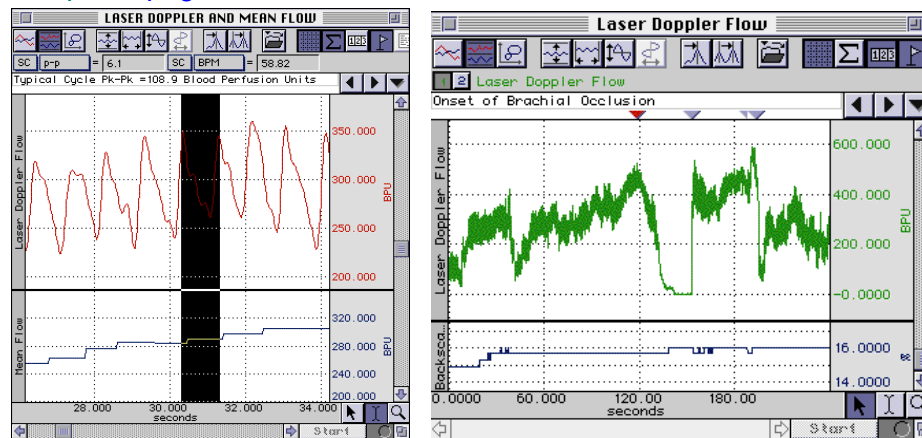 LASER DOPPLER AND MEAN FLOW
SC p-p = 6.1 SC BPM = 58.82
Typical Cycle Pk-Pk =108.9 Blood Perfusion Units
Laser Doppler Flow
350.000
300.000
250.000
200.000
BPU
Mean Flow
320.000
280.000
240.000
200.000
BPU
28.000 30.000 32.000 34.000
seconds
Start
Laser Doppler Flow
1 2 Laser Doppler Flow
Onset of Brachial Occlusion
Laser Doppler Flow
600.000
400.000
200.000
-0.0000
BPU
Backsca...
16.0000
14.0000
0.0000 60.000 120.00 180.00
seconds
Start